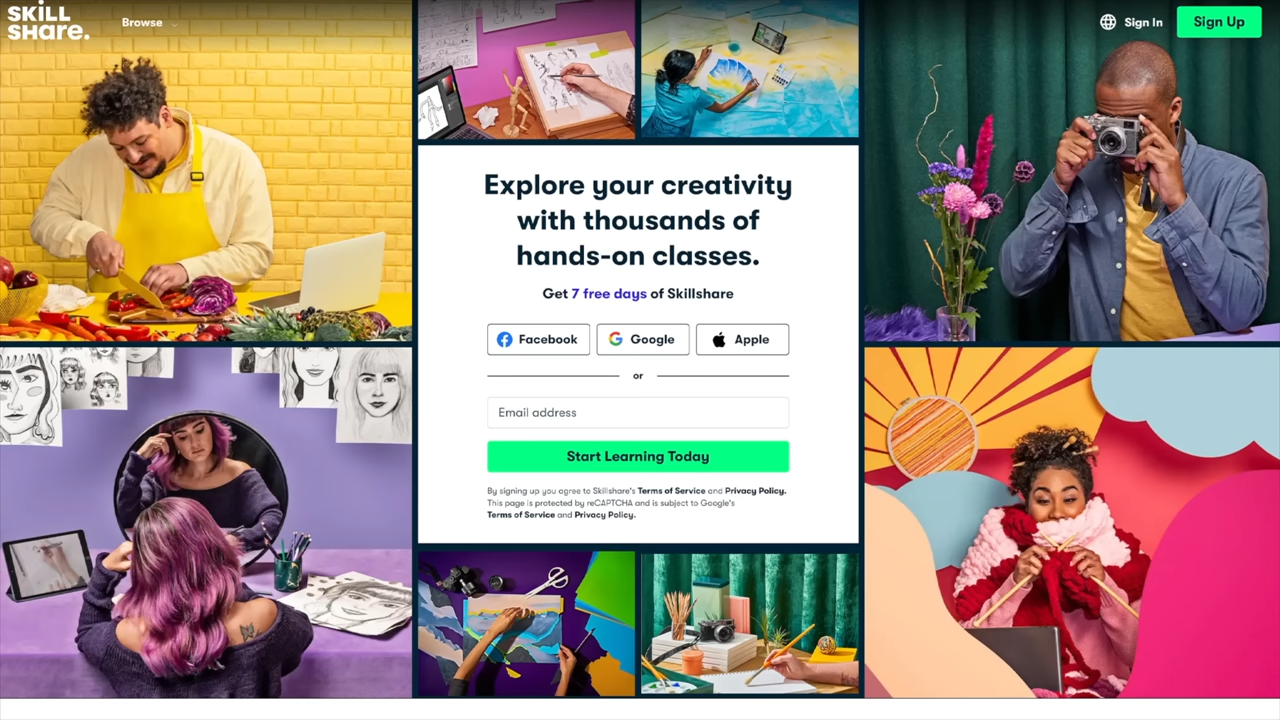 SKILL
SHARE.
Browse
Sign In
Sign Up
Explore your creativity
with thousands of
hands-on classes.
Get 7 free days of Skillshare
Facebook
Google
Apple
or
Email address
Start Learning Today
By signing up you agree to Skillshare's Terms of Service and Privacy Policy.
This page is protected by reCAPTCHA and is subject to Google's
Terms of Service and Privacy Policy.